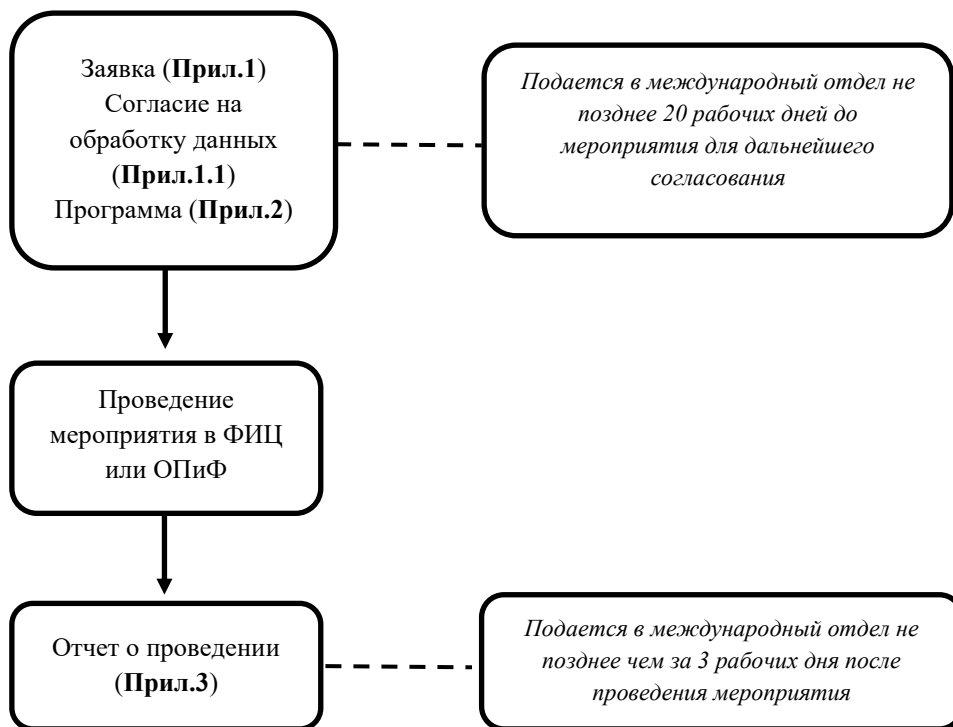 Заявка (Прил.1)
Согласие на
обработку данных
(Прил.1.1)
Программа (Прил.2)
Подается в международный отдел не
позднее 20 рабочих дней до
мероприятия для дальнейшего
согласования
Проведение
мероприятия в ФИЦ
или ОПиФ
Отчет о проведении
(Прил.3)
Подается в международный отдел не
позднее чем за 3 рабочих дня после
проведения мероприятия